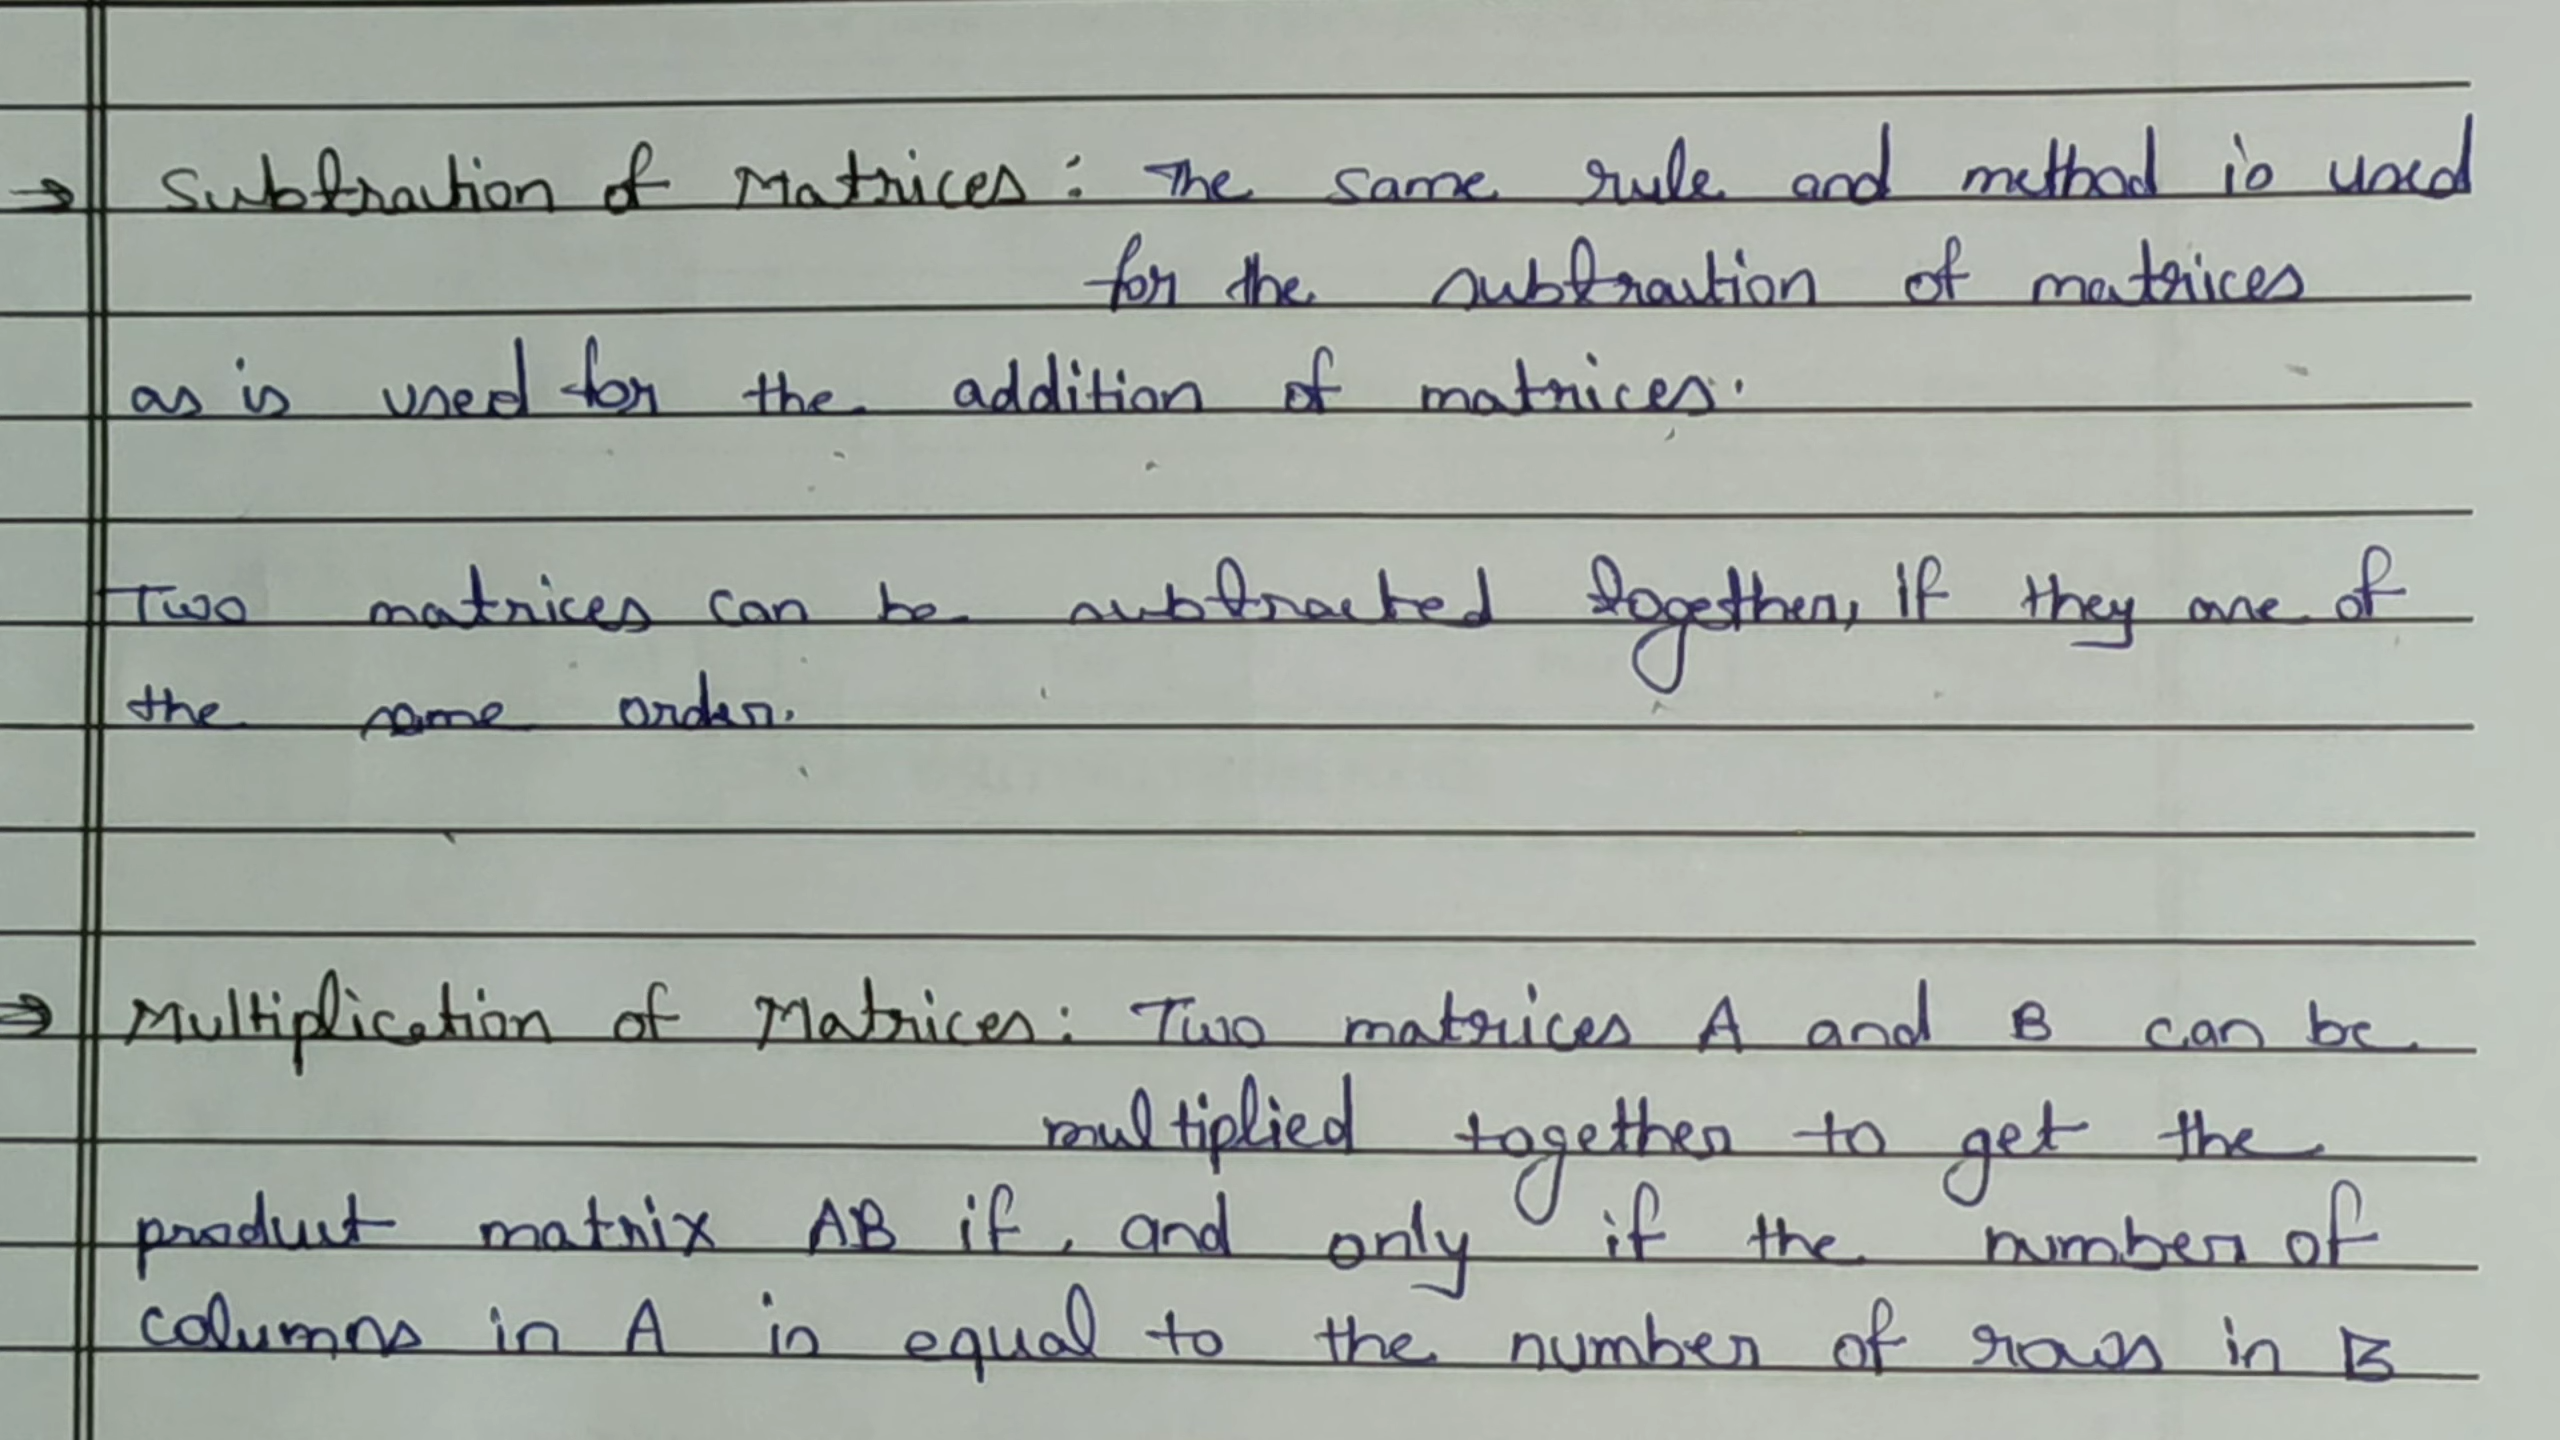 → Subtraction of Matrices: The same rule and method is used
for the subtraction of matrices
as is used for the addition of matrices.
Two matrices can be subtracted together, if they are of
the same order.
→ Multiplication of Matrices: Two matrices A and B can be
multiplied together to get the
product matrix AB if, and only if the number of
columns in A is equal to the number of rows in B